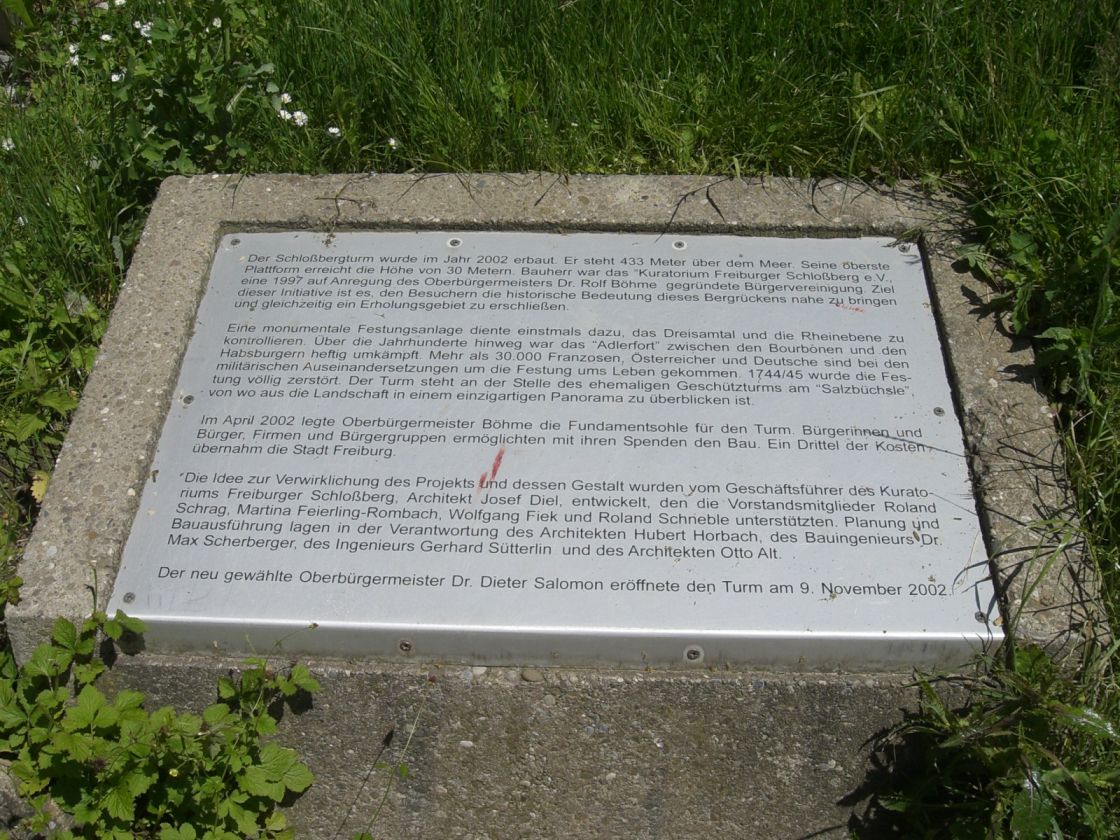 Der Schloßbergturm wurde im Jahr 2002 erbaut. Er steht 433 Meter über dem Meer. Seine oberste
Plattform erreicht die Höhe von 30 Metern. Bauherr war das "Kuratorium Freiburger Schloßberg e.V.,
eine 1997 auf Anregung des Oberbürgermeisters Dr. Rolf Böhme gegründete Bürgervereinigung. Ziel
dieser Initiative ist es, den Besuchern die historische Bedeutung dieses Bergrückens nahe zu bringen
und gleichzeitig ein Erholungsgebiet zu erschließen.
Eine monumentale Festungsanlage diente einstmals dazu, das Dreisamtal und die Rheinebene zu
kontrollieren. Über die Jahrhunderte hinweg war das "Adlerfort" zwischen den Bourbonen und den
Habsburgern heftig umkämpft. Mehr als 30.000 Franzosen, Österreicher und Deutsche sind bei den
militärischen Auseinandersetzungen um die Festung ums Leben gekommen. 1744/45 wurde die Fes-
tung völlig zerstört. Der Turm steht an der Stelle des ehemaligen Geschützturms am "Salzbüchsle",
von wo aus die Landschaft in einem einzigartigen Panorama zu überblicken ist.
Im April 2002 legte Oberbürgermeister Böhme die Fundamentsohle für den Turm. Bürgerinnen und
Bürger, Firmen und Bürgergruppen ermöglichten mit ihren Spenden den Bau. Ein Drittel der Kosten
übernahm die Stadt Freiburg.
Die Idee zur Verwirklichung des Projekts und dessen Gestalt wurden vom Geschäftsführer des Kurato-
riums Freiburger Schloßberg, Architekt Josef Diel, entwickelt, den die Vorstandsmitglieder Roland
Schrag, Martina Feierling-Rombach, Wolfgang Fiek und Roland Schneble unterstützten. Planung und
Bauausführung lagen in der Verantwortung des Architekten Hubert Horbach, des Bauingenieurs Dr.
Max Scherberger, des Ingenieurs Gerhard Sütterlin und des Architekten Otto Alt.
Der neu gewählte Oberbürgermeister Dr. Dieter Salomon eröffnete den Turm am 9. November 2002.